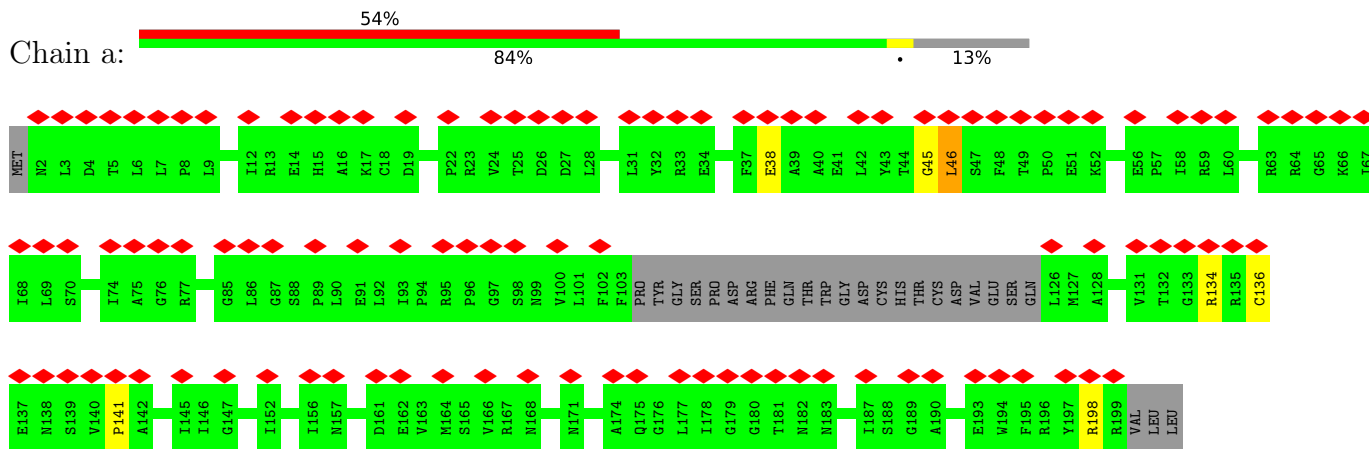 54%
Chain a:
84% • 13%
MET N2 L3 D4 T5 L6 L7 P8 L9 I12 R13 E14 H15 A16 K17 C18 D19 P22 R23 V24 T25 D26 D27 L28 L31 Y32 R33 E34 F37 E38 A39 A40 E41 L42 Y43 T44 G45 L46 S47 F48 T49 P50 E51 K52 E56 P57 I58 R59 L60 R63 R64 G65 K66 I67
I68 L69 S70 I74 A75 G76 R77 G85 L86 G87 S88 P89 L90 E91 L92 I93 P94 R95 P96 G97 S98 N99 V100 L101 F102 F103 PRO TYR GLY SER PRO ASP ARG PHE GLN THR TRP GLY ASP CYS HIS THR CYS ASP VAL GLU SER GLN L126 M127 A128 V131 T132 G133 R134 R135 C136
E137 N138 S139 V140 P141 A142 I145 I146 G147 I152 I156 N157 D161 E162 V163 M164 S165 V166 R167 N168 N171 A174 Q175 G176 L177 I178 G179 G180 T181 N182 N183 I187 S188 G189 A190 E193 W194 F195 R196 Y197 R198 R199 VAL LEU LEU